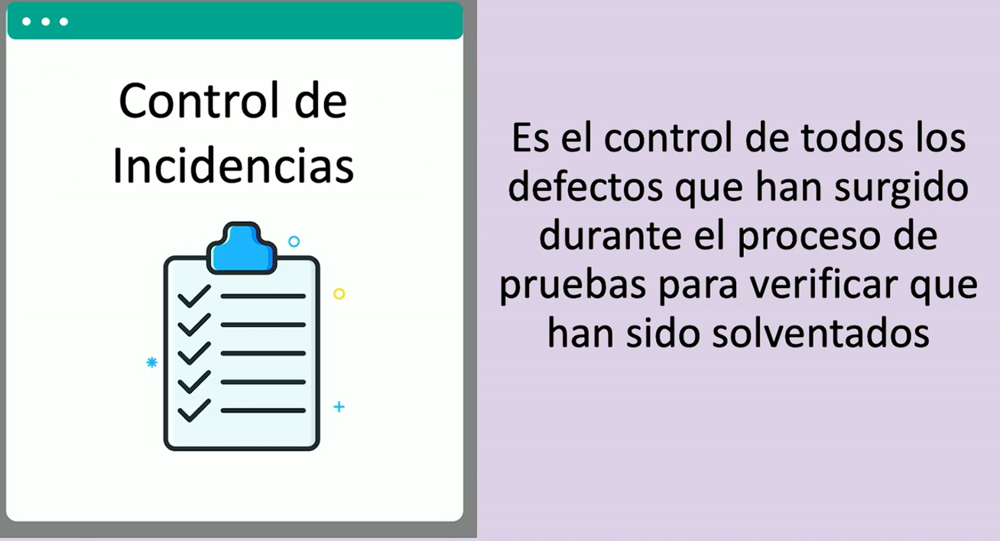 Control de
Incidencias
Es el control de todos los
defectos que han surgido
durante el proceso de
pruebas para verificar que
han sido solventados